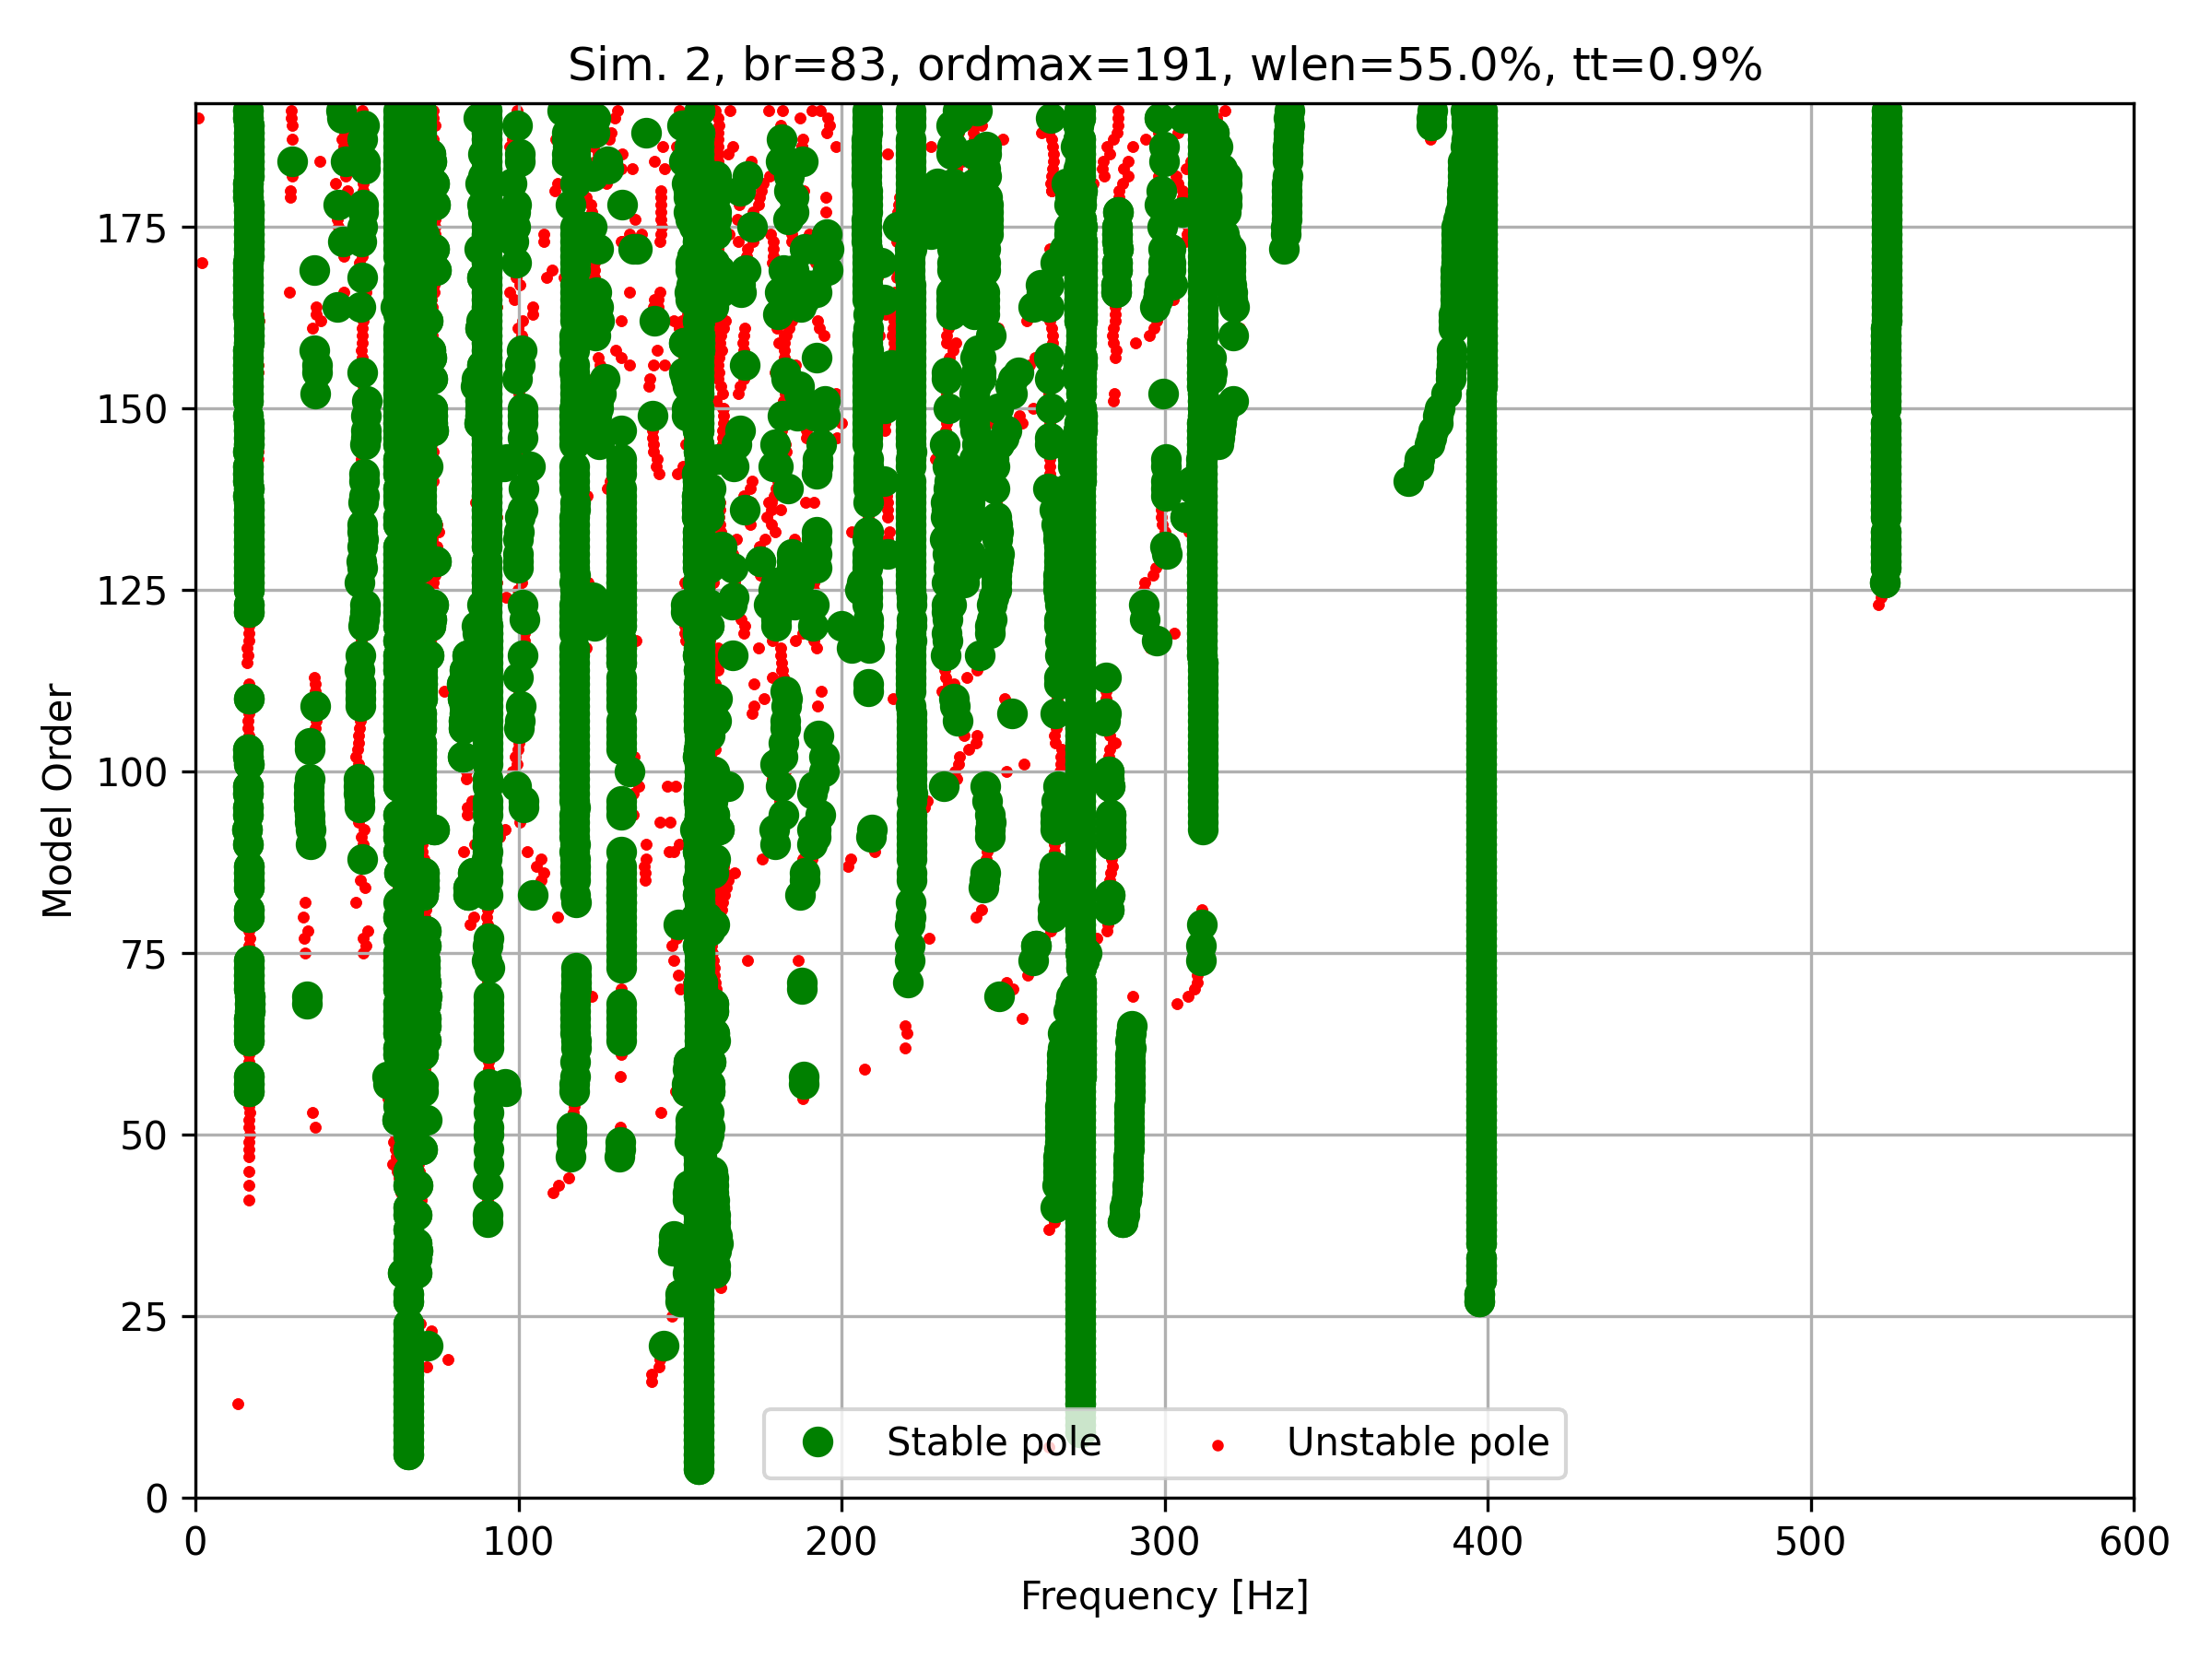 Sim. 2, br=83, ordmax=191, wlen=55.0%, tt=0.9%
Model Order
175
150
125
100
75
50
25
0
Stable pole
Unstable pole
0 100 200 300 400 500 600
Frequency [Hz]